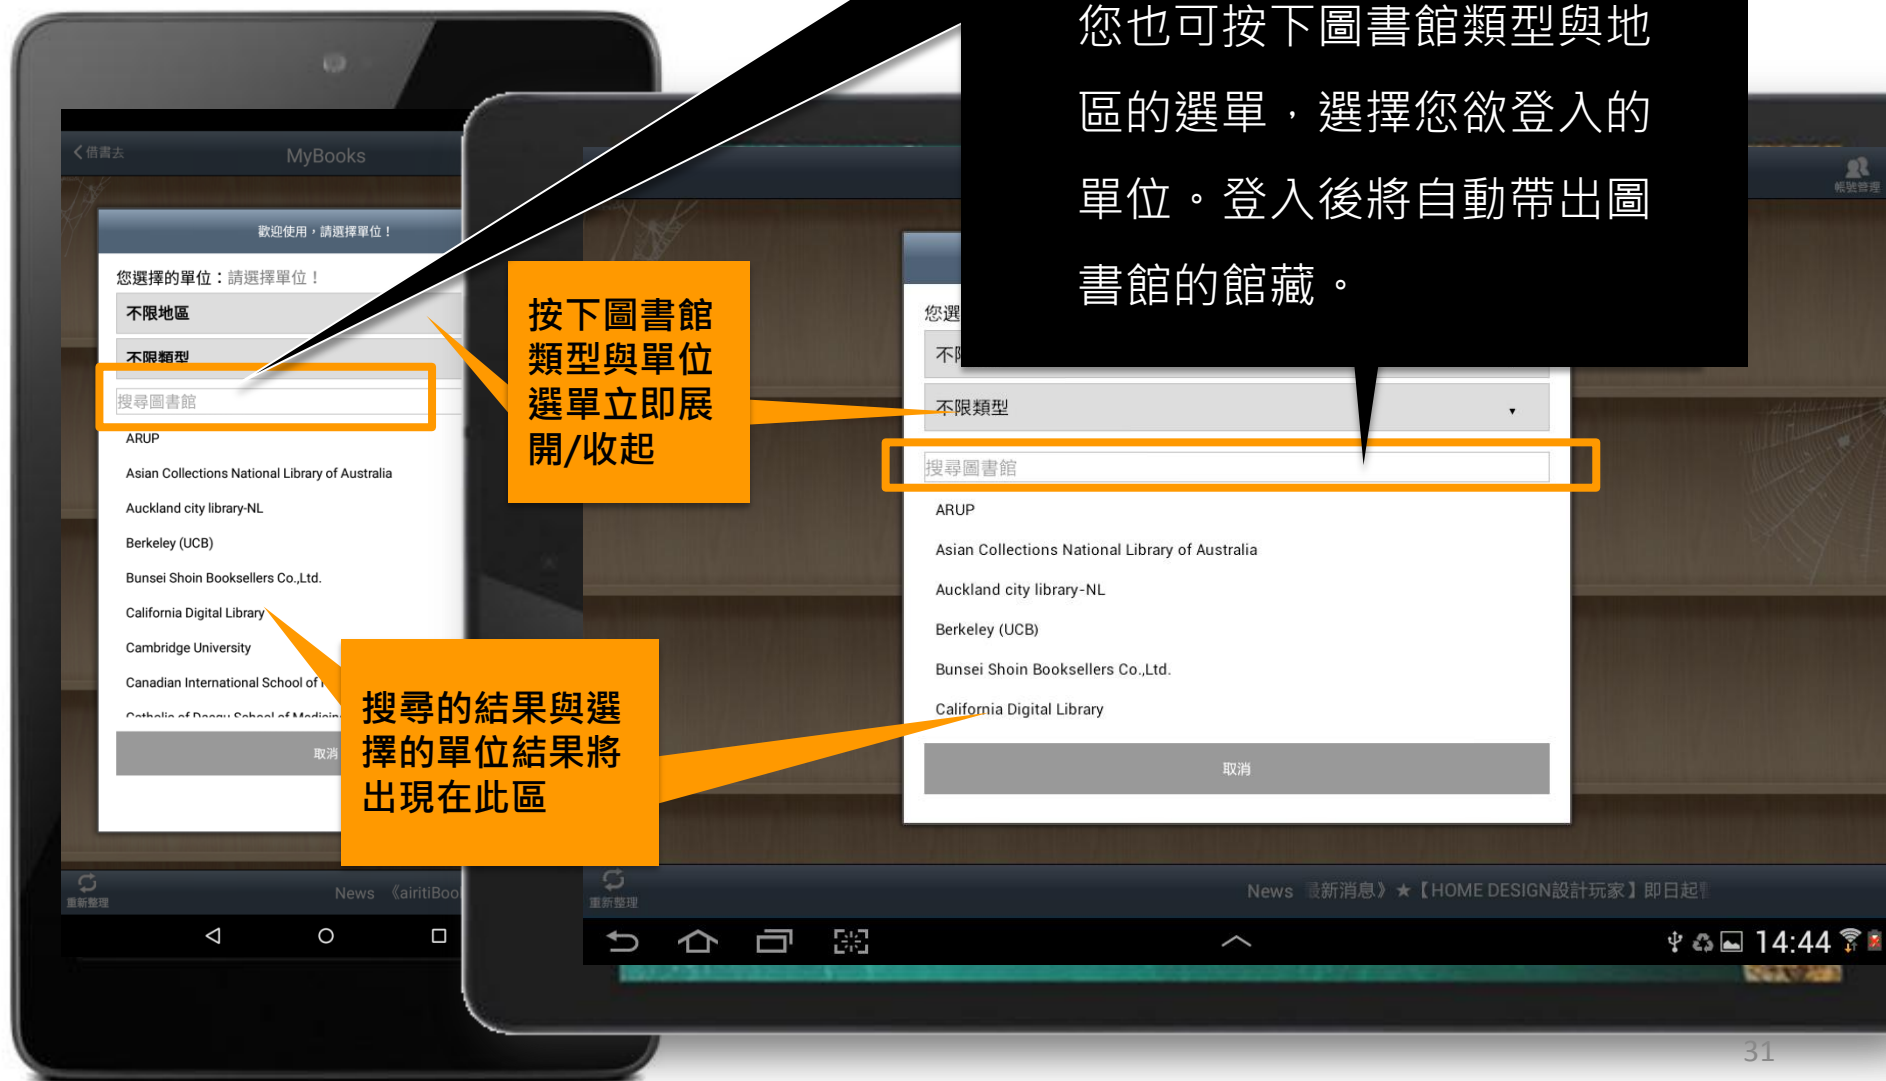 您也可按下圖書館類型與地
區的選單，選擇您欲登入的
單位。登入後將自動帶出圖
書館的館藏。
借書去
MyBooks
歡迎使用，請選擇單位！
您選擇的單位：請選擇單位！
不限地區
不限類型
搜尋圖書館
ARUP
Asian Collections National Library of Australia
Auckland city library-NL
Berkeley (UCB)
Bunsei Shoin Booksellers Co.,Ltd.
California Digital Library
Cambridge University
Canadian International School of
Catholic of Daegu School of Medicin
取消
重新整理
News 《airitiBoo
按下圖書館
類型與單位
選單立即展
開/收起
搜尋的結果與選
擇的單位結果將
出現在此區
帳號管理
您選
不限類型
搜尋圖書館
ARUP
Asian Collections National Library of Australia
Auckland city library-NL
Berkeley (UCB)
Bunsei Shoin Booksellers Co.,Ltd.
California Digital Library
取消
重新整理
News 最新消息》★【HOME DESIGN設計玩家】即日起
14:44
31